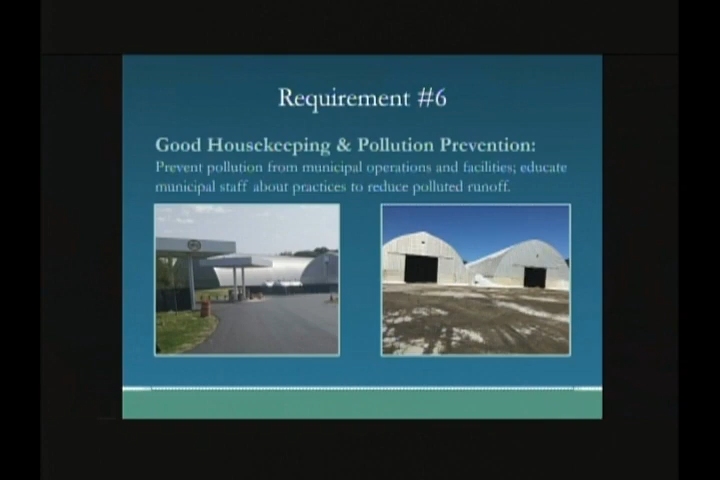 Requirement #6
Good Housekeeping & Pollution Prevention:
Prevent pollution from municipal operations and facilities; educate
municipal staff about practices to reduce polluted runoff.